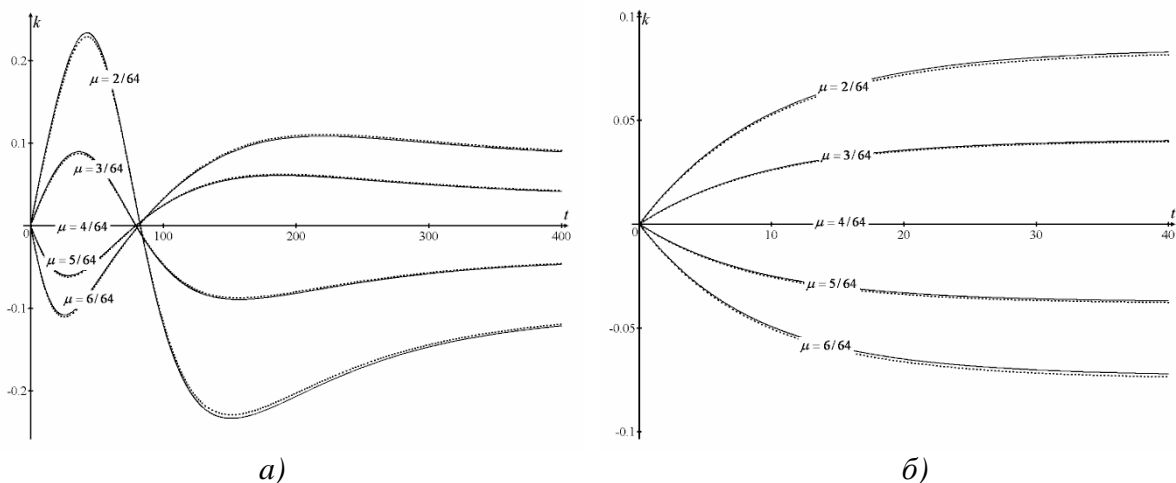 k
0.2
μ = 2/64
0.1
μ = 3/64
μ = 4/64
μ = 5/64
μ = 6/64
0
100
200
300
400
t
-0.1
-0.2
а)
0.1
k
μ = 2/64
0.05
μ = 3/64
μ = 4/64
t
0
10
20
30
40
μ = 5/64
-0.05
μ = 6/64
-0.1
б)